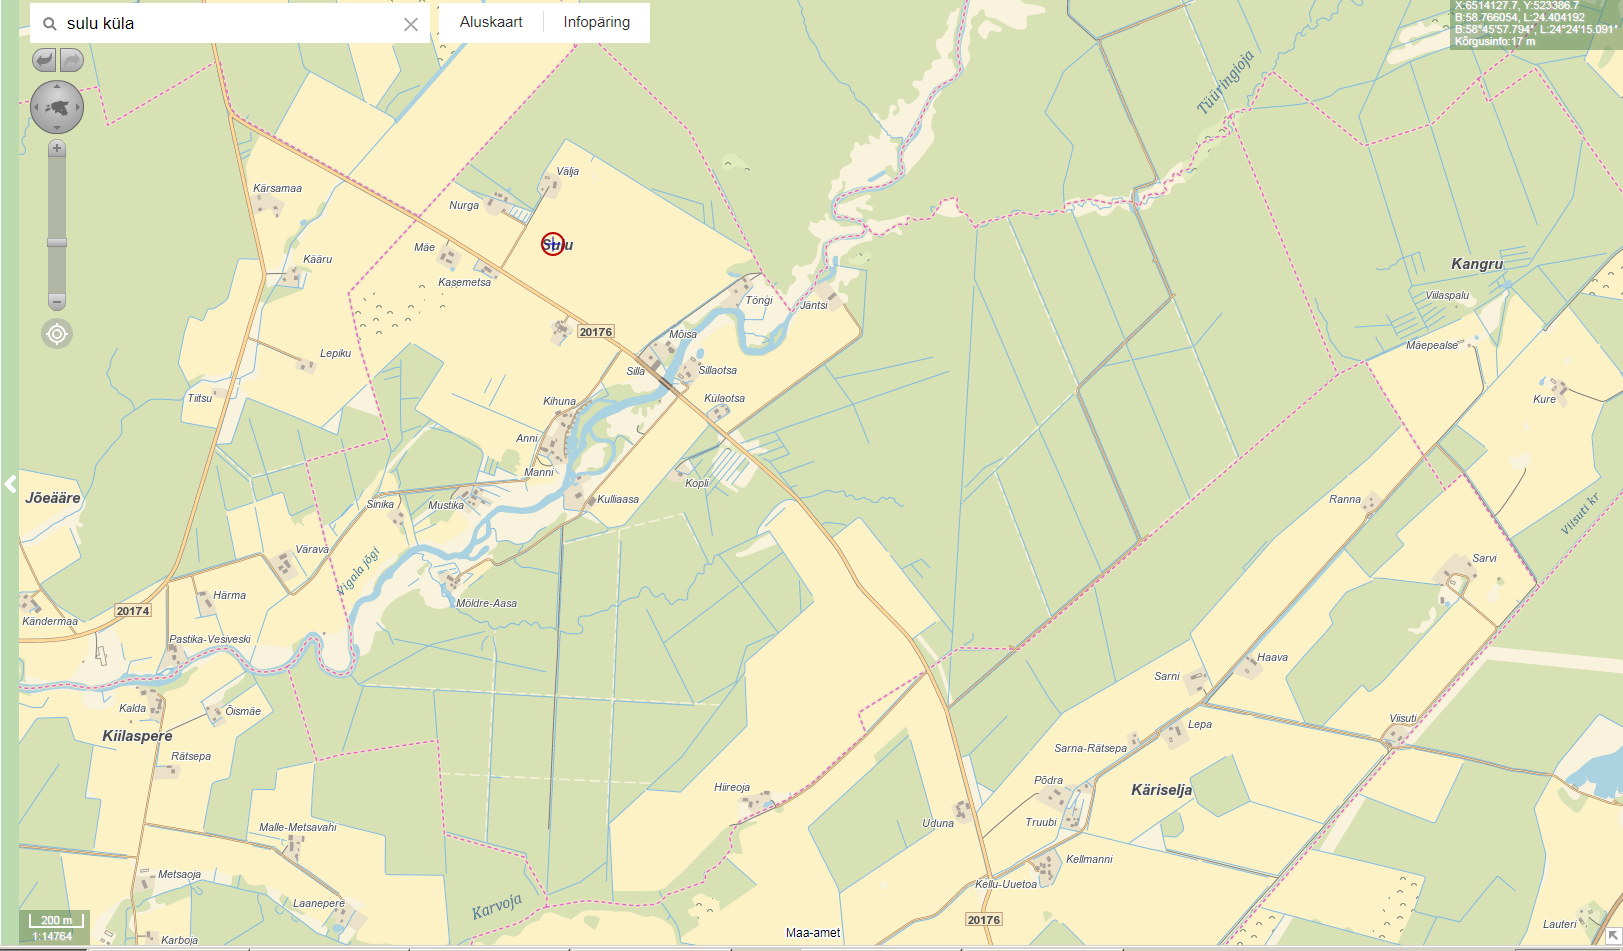 sulu küla
Aluskaart
Infopäring
X:6514127.7, Y:523386.7
B:58.766054, L:24.404192
B:58°45'57.794", L:24°24'15.091"
Kõrgusinfo:17 m
Tüüringioja
Välja
Kärsamaa
Nurga
Sulu
Mäe
Kääru
Kasemetsa
Kangru
Viilaspalu
Tõngi
Jäntsi
20176
Mõisa
Mäepealse
Lepiku
Silla
Sillaotsa
Tiitsu
Kihuna
Külaotsa
Kure
Anni
Manni
Kopli
Jõeääre
Sinika
Mustika
Kulliaasa
Ranna
Viisuti kr
Värava
Vigala jõgi
Sarvi
Härma
Möldre-Aasa
20174
Kändermaa
Pastika-Vesiveski
Haava
Sarni
Kalda
Õismäe
Viisuti
Lepa
Kiilaspere
Sarna-Rätsepa
Rätsepa
Põdra
Hiireoja
Käriselja
Malle-Metsavahi
Uduna
Truubi
Kellmanni
Metsaoja
Kellu-Uuetoa
Laanepere
Karvoja
20176
Lauteri
200 m
1:14764
Maa-amet
Karboja